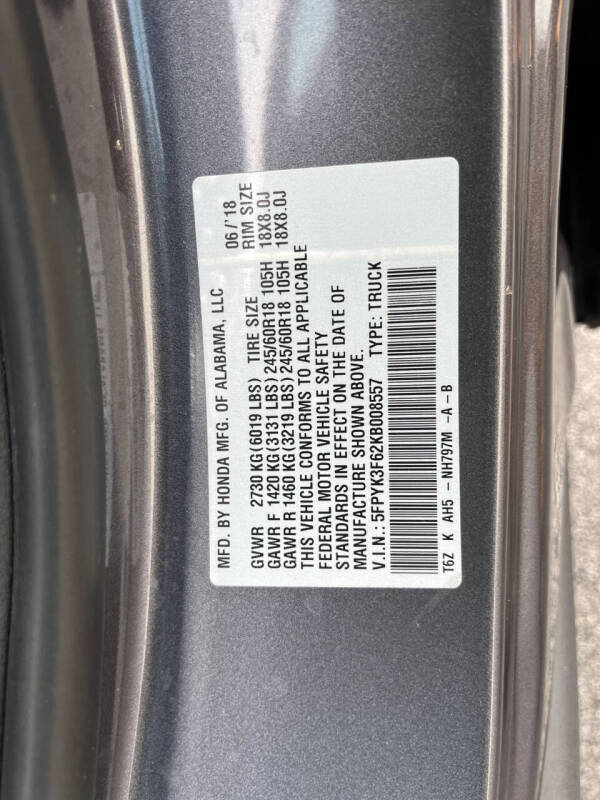 MFD. BY HONDA MFG. OF ALABAMA, LLC 06/'18
GVWR 2730 KG(6019 LBS) TIRE SIZE RIM SIZE
GAWR F 1420 KG(3131 LBS)245/60R18 105H 18X8.0J
GAWR R 1460 KG(3219 LBS)245/60R18 105H 18X8.0J
THIS VEHICLE CONFORMS TO ALL APPLICABLE
FEDERAL MOTOR VEHICLE SAFETY
STANDARDS IN EFFECT ON THE DATE OF
MANUFACTURE SHOWN ABOVE.
V.I.N.: 5FPYK3F62KB008557 TYPE: TRUCK
T6Z K AH5 - NH797M -A-B